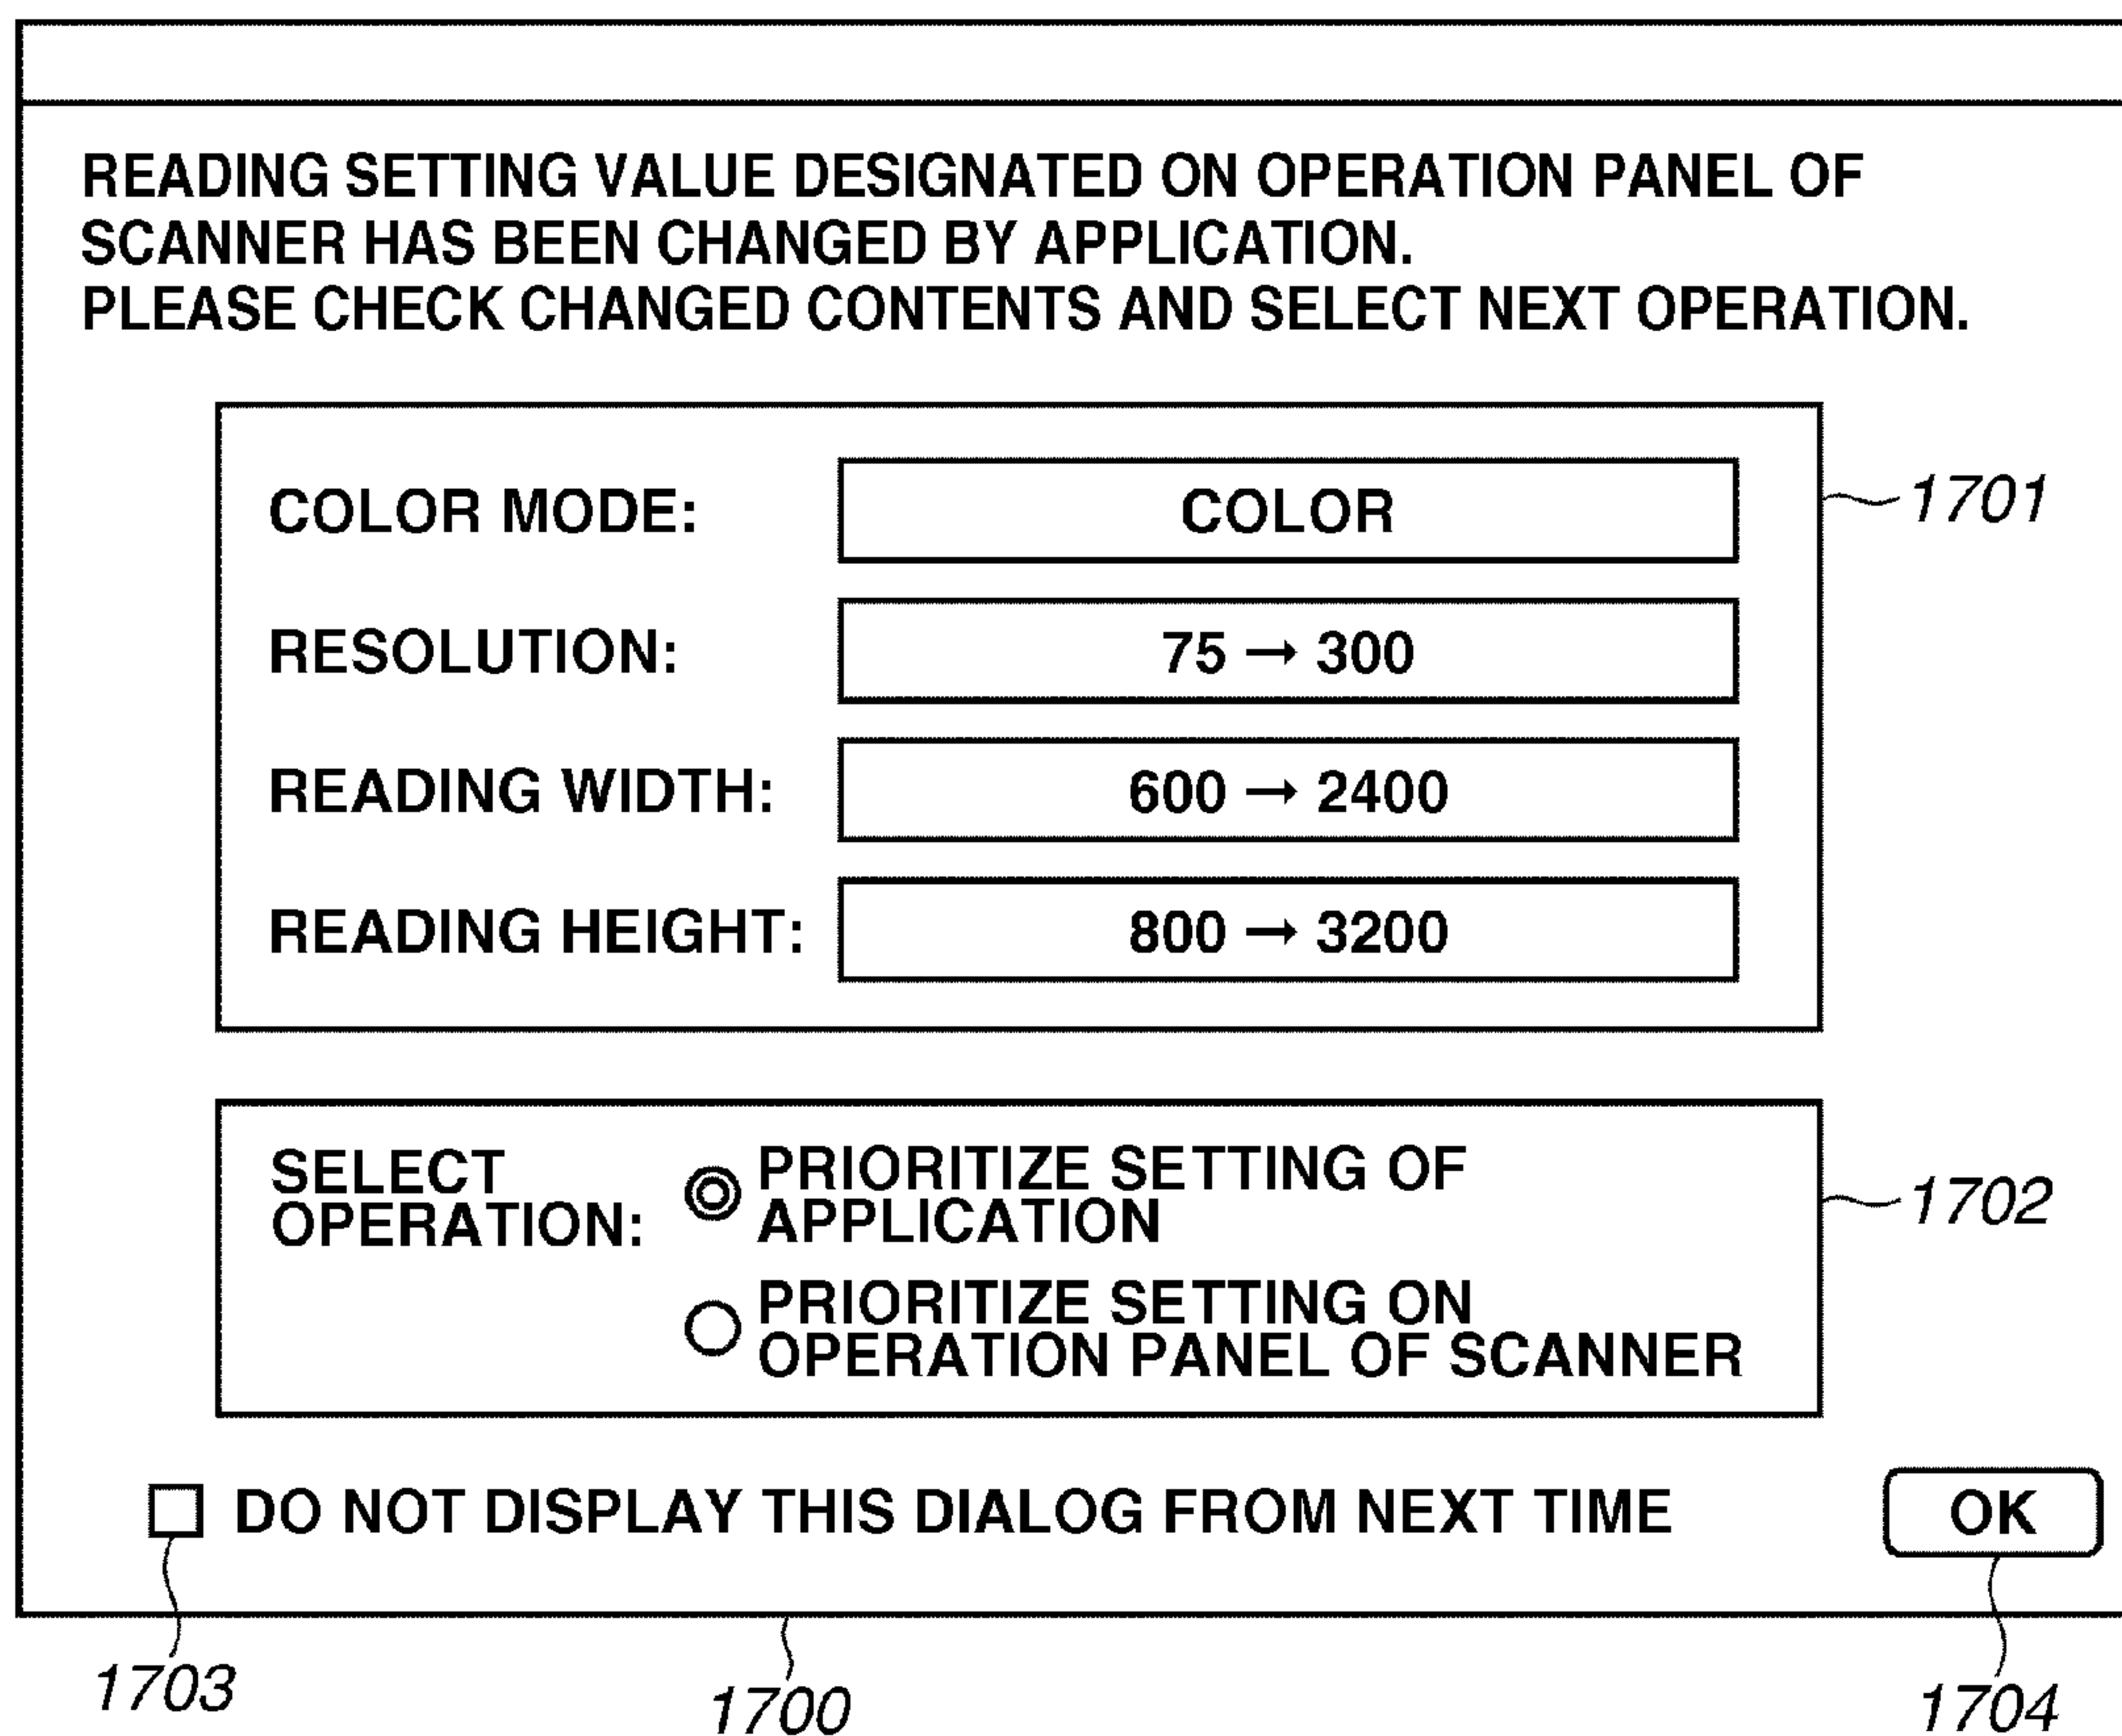 READING SETTING VALUE DESIGNATED ON OPERATION PANEL OF
SCANNER HAS BEEN CHANGED BY APPLICATION.
PLEASE CHECK CHANGED CONTENTS AND SELECT NEXT OPERATION.
COLOR MODE: COLOR
1701
RESOLUTION: 75 → 300
READING WIDTH: 600 → 2400
READING HEIGHT: 800 → 3200
SELECT
OPERATION:
PRIORITIZE SETTING OF
APPLICATION
1702
PRIORITIZE SETTING ON
OPERATION PANEL OF SCANNER
DO NOT DISPLAY THIS DIALOG FROM NEXT TIME
OK
1703
1700
1704